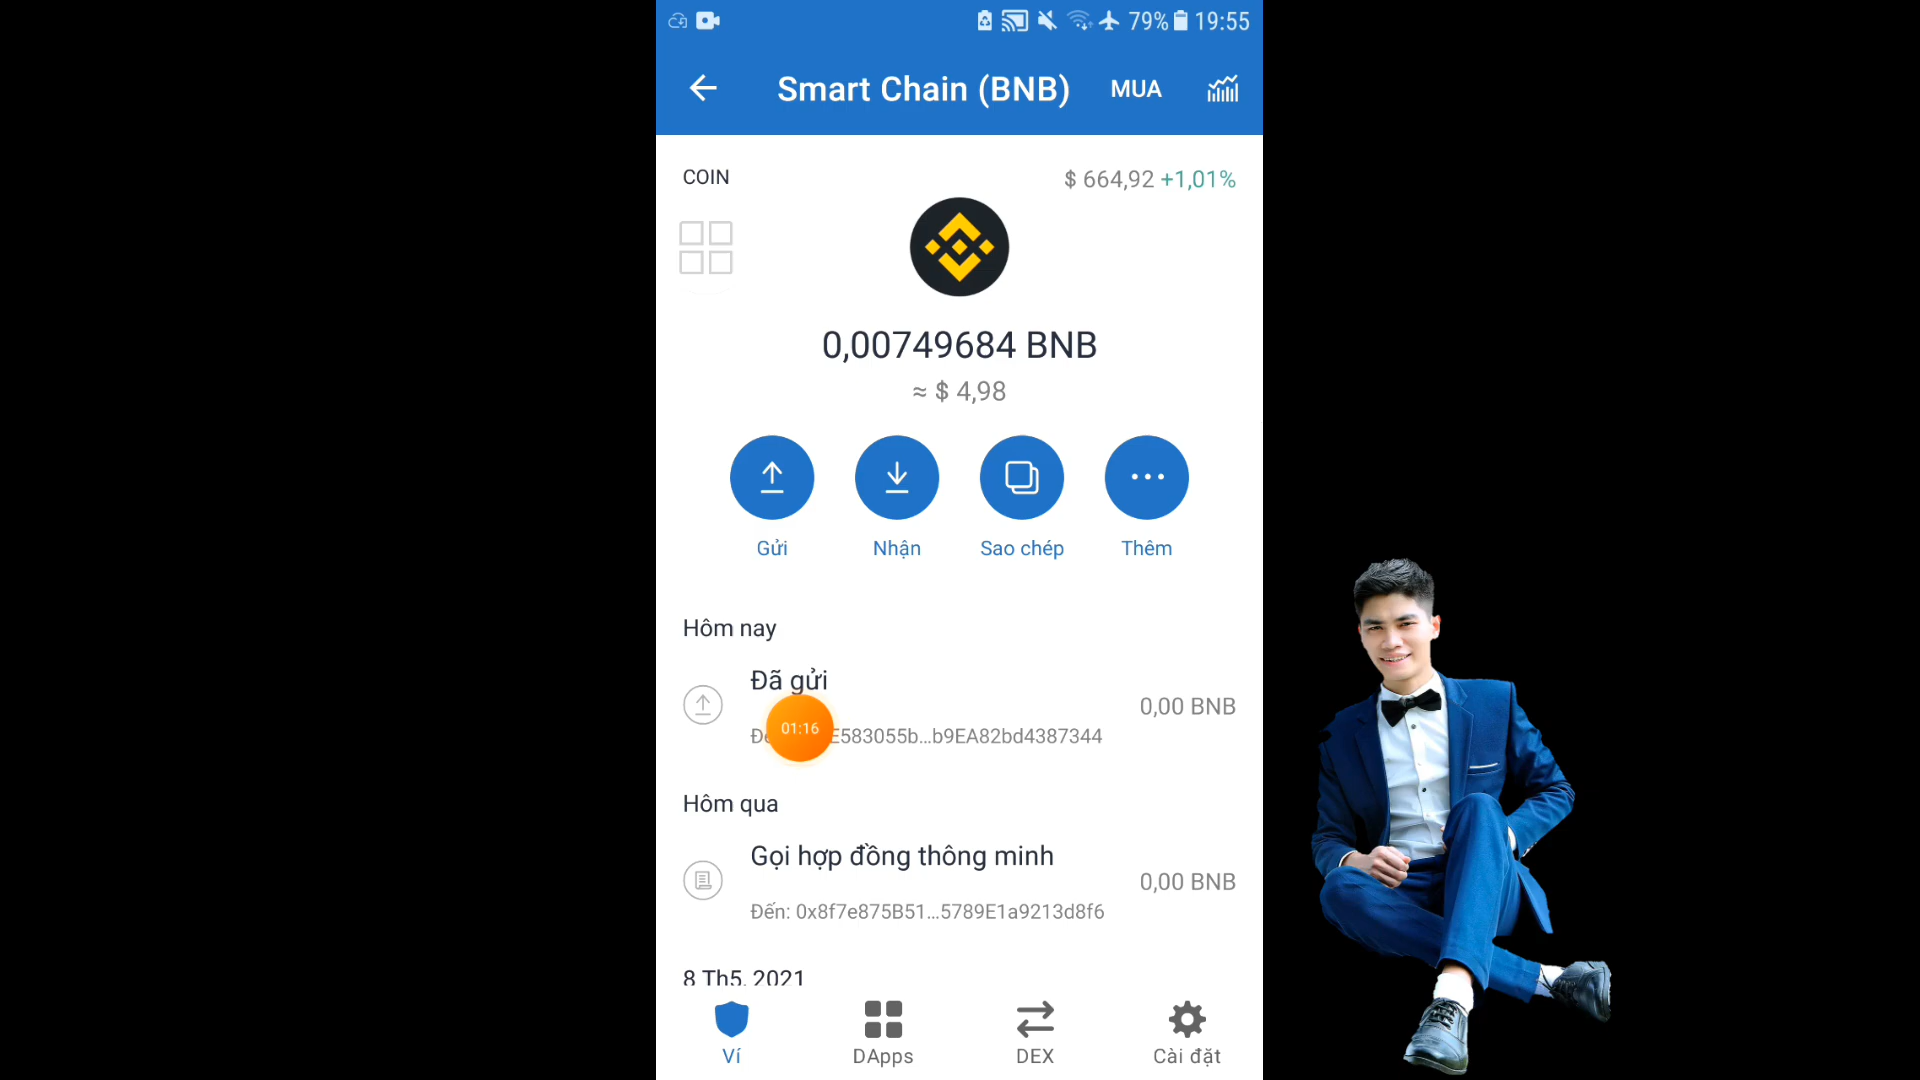 79% 19:55
Smart Chain (BNB) MUA
COIN
$ 664,92 +1,01%
0,00749684 BNB
≈ $ 4,98
Gửi Nhận Sao chép Thêm
Hôm nay
Đã gửi
0,00 BNB
01:16
E583055b...b9EA82bd4387344
Hôm qua
Gọi hợp đồng thông minh
0,00 BNB
Đến: 0x8f7e875B51...5789E1a9213d8f6
8 Th5, 2021
Ví DApps DEX Cài đặt